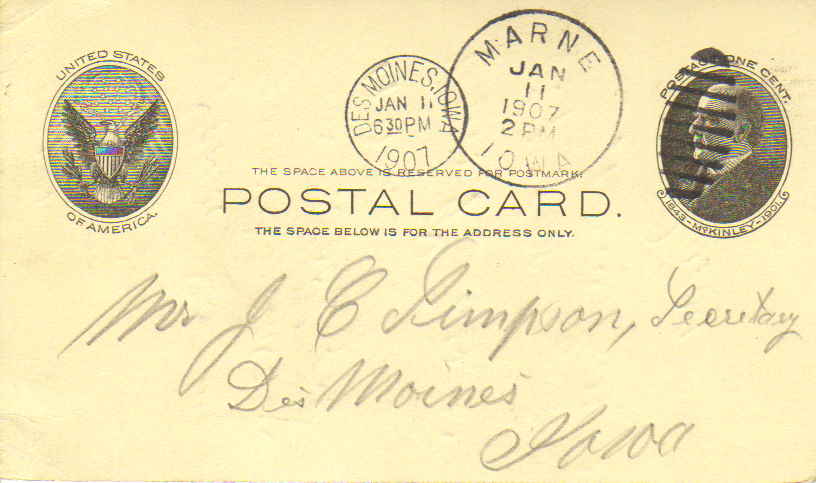 UNITED STATES
OF AMERICA.
DES MOINES, IOWA
JAN 11
630PM
1907
MARNE
JAN
11
1907
2 PM
IOWA
POSTAGE ONE CENT.
1843-McKINLEY-1901.
THE SPACE ABOVE IS RESERVED FOR POSTMARK.
POSTAL CARD.
THE SPACE BELOW IS FOR THE ADDRESS ONLY.
Mr J C Simpson, Secretary
Des Moines
Iowa